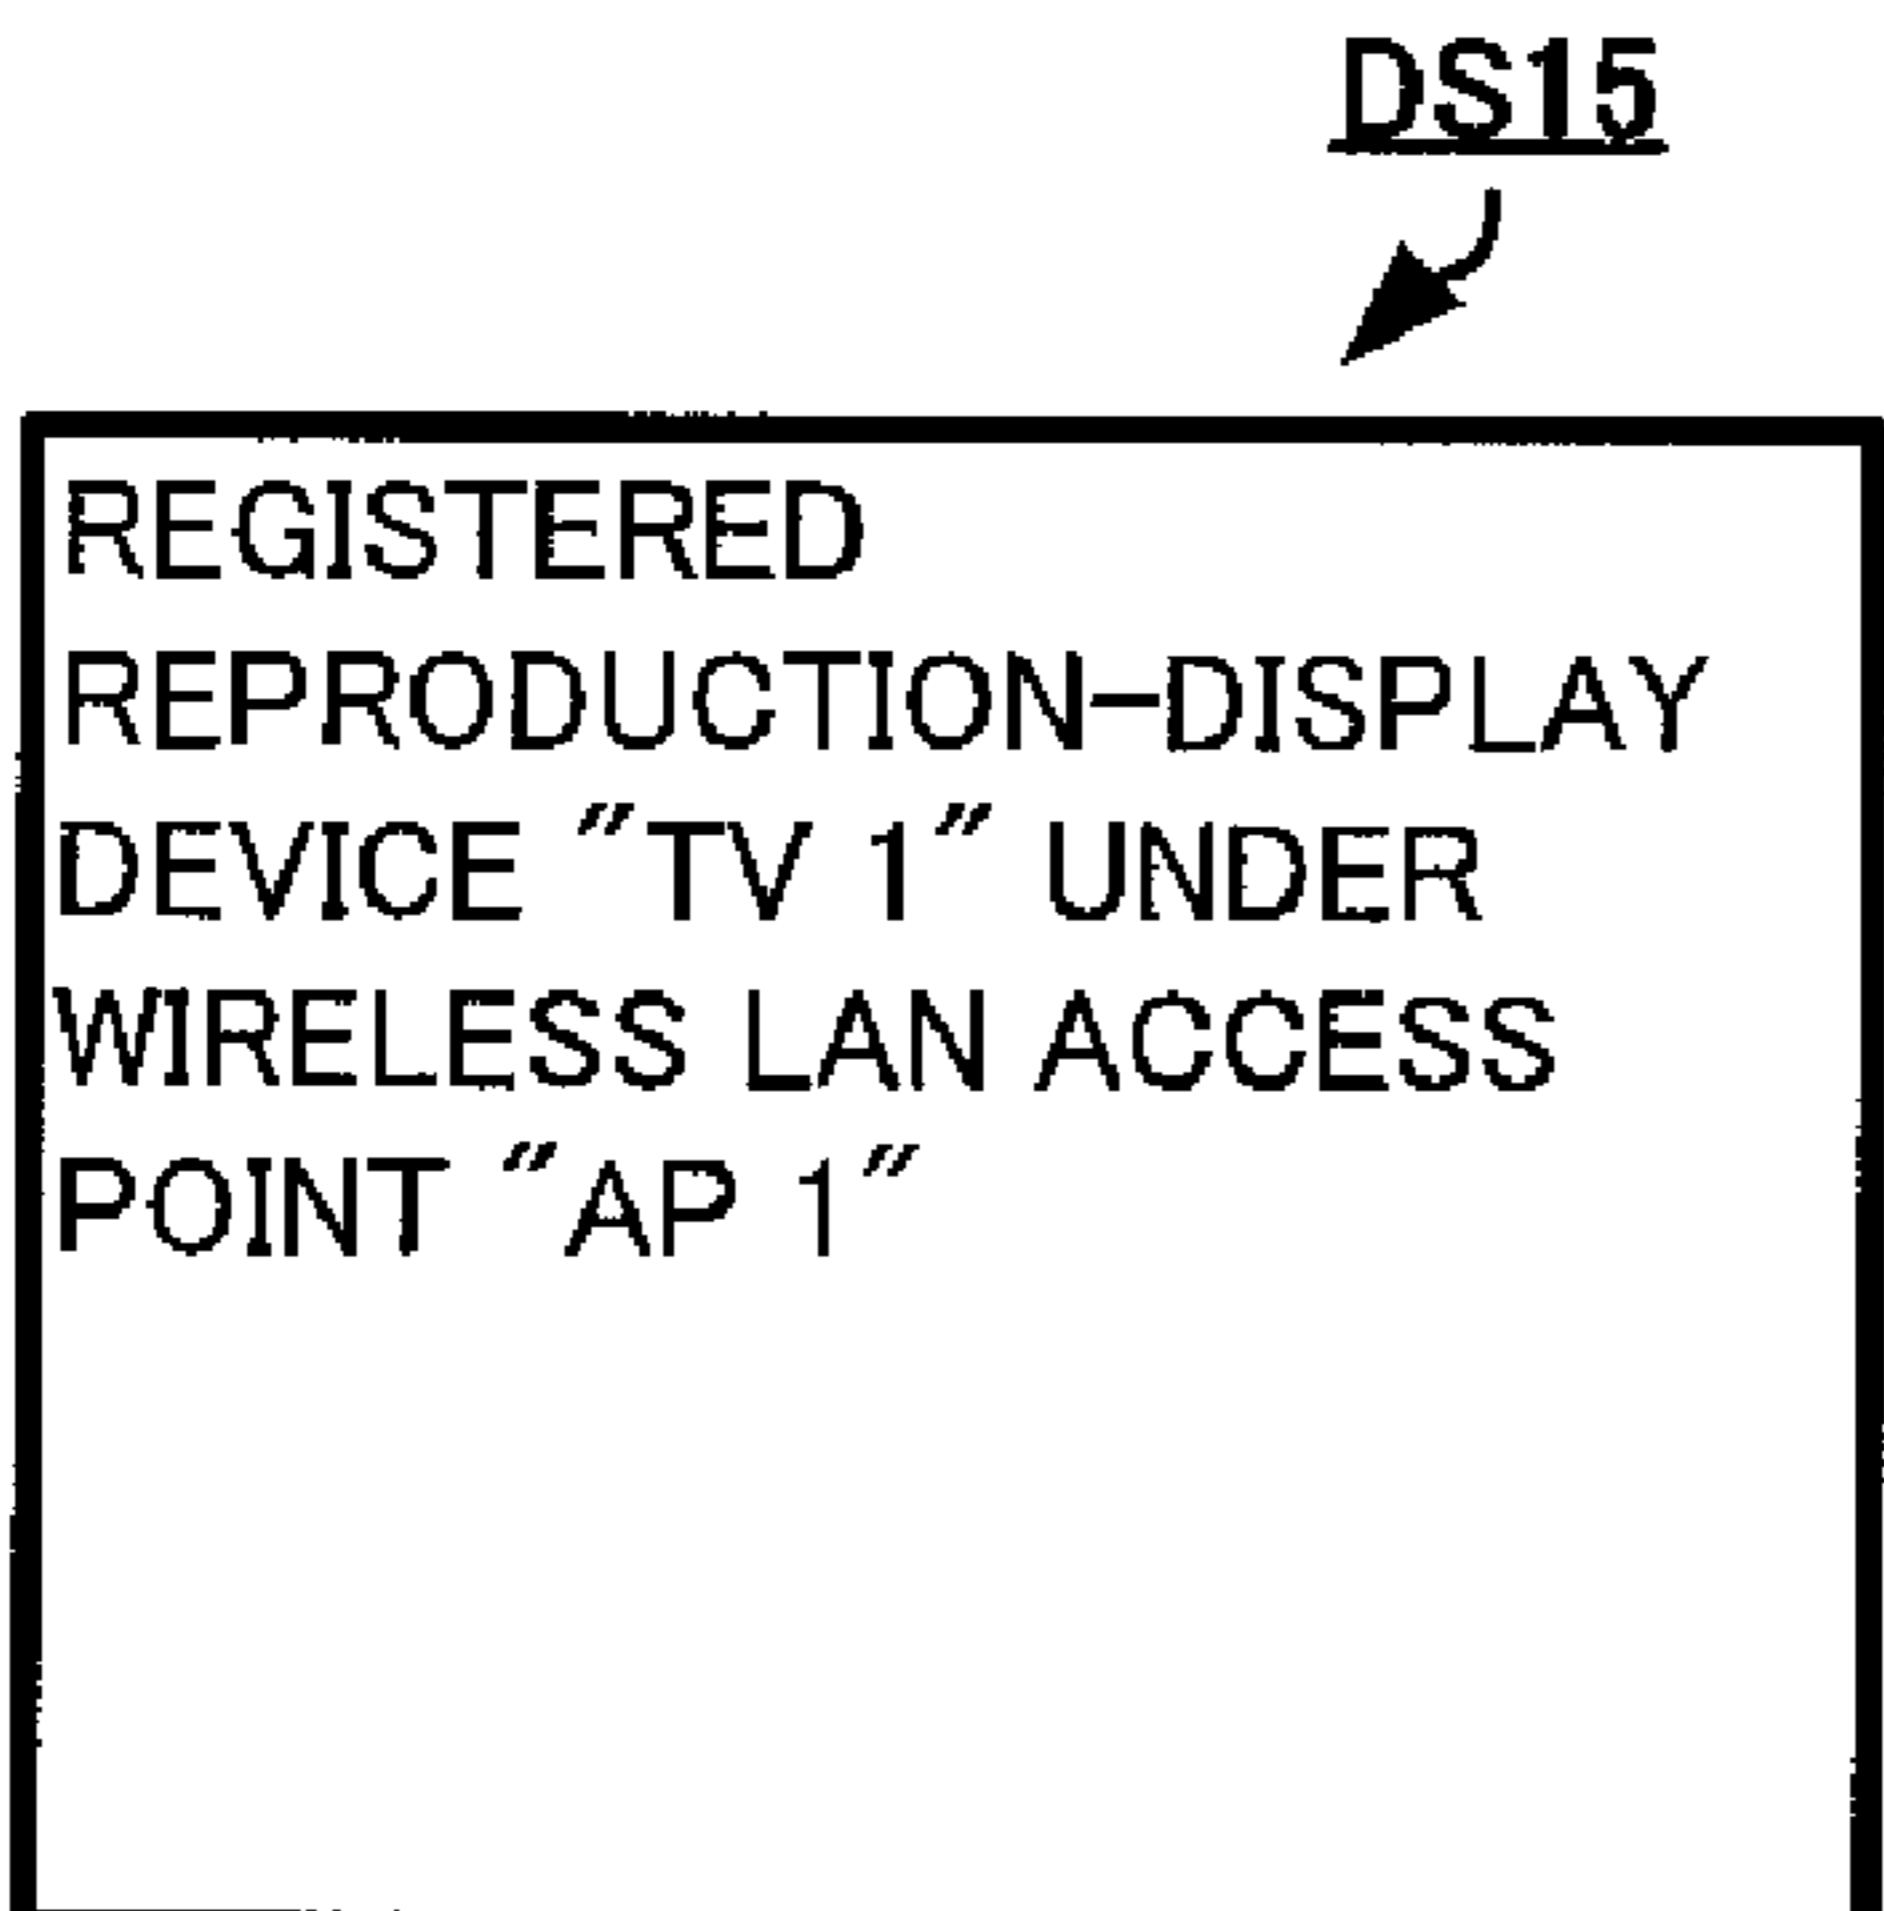 DS15
REGISTERED
REPRODUCTION-DISPLAY
DEVICE "TV 1" UNDER
WIRELESS LAN ACCESS
POINT "AP 1"